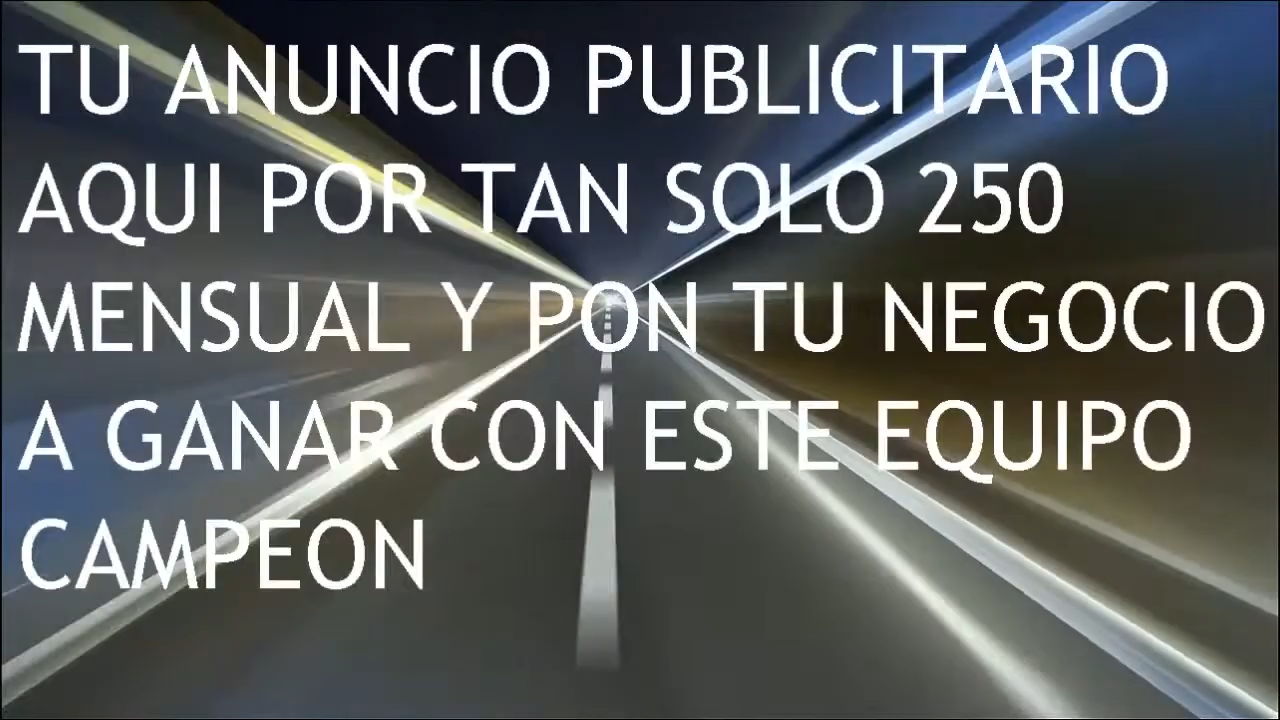 TU ANUNCIO PUBLICITARIO
AQUI POR TAN SOLO 250
MENSUAL Y PON TU NEGOCIO
A GANAR CON ESTE EQUIPO
CAMPEON